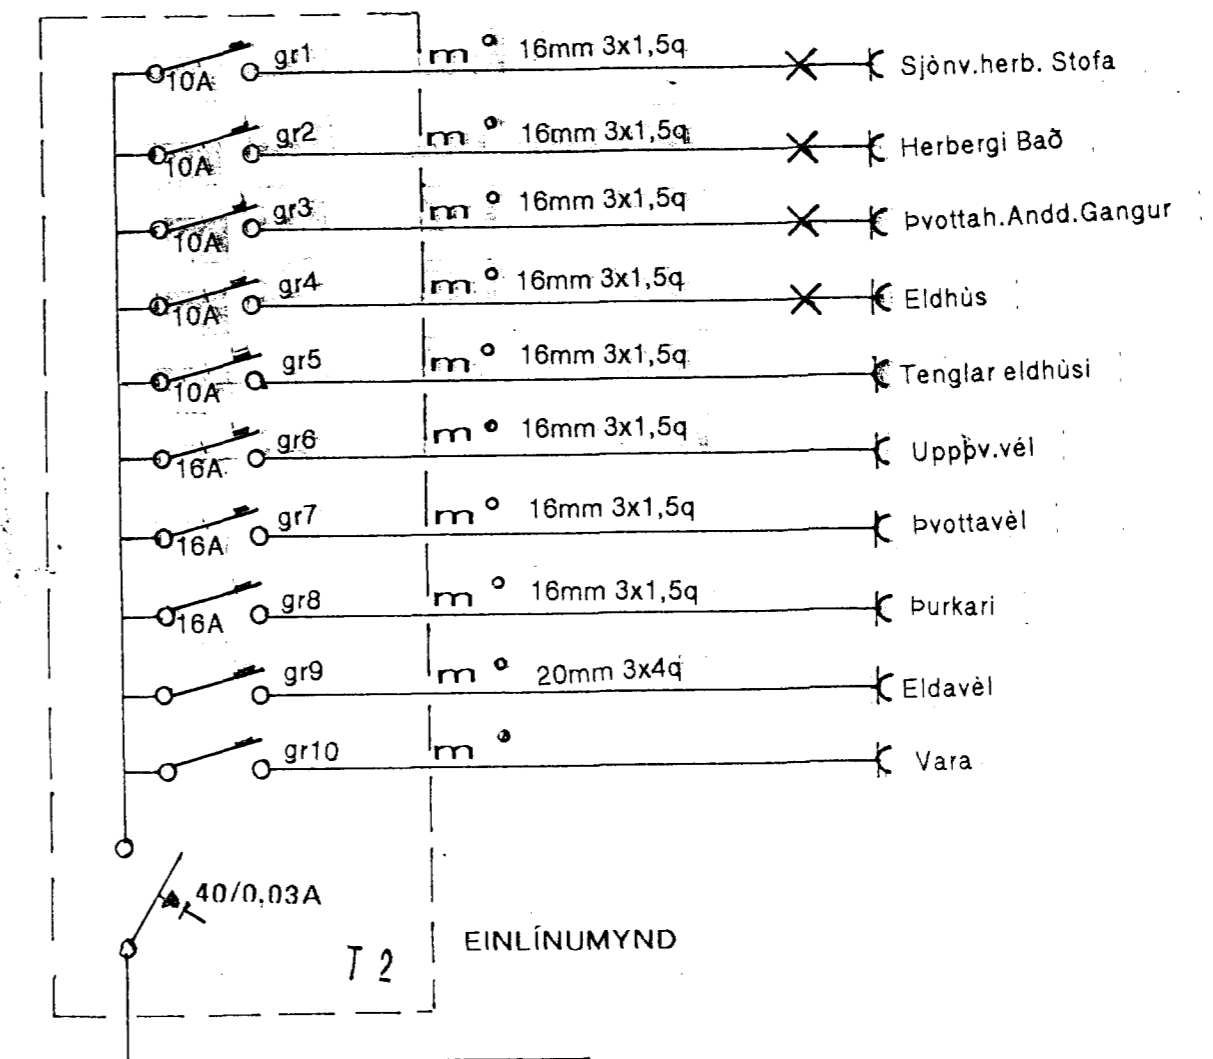 gr1 m 16mm 3x1,5q Sjònv.herb. Stofa
10A
gr2 m 16mm 3x1,5q Herbergi Bað
10A
gr3 m 16mm 3x1,5q Þvottah.Andd.Gangur
10A
gr4 m 16mm 3x1,5q Eldhùs
10A
gr5 m 16mm 3x1,5q Tenglar eldhùsi
10A
gr6 m 16mm 3x1,5q Uppþv.vél
16A
gr7 m 16mm 3x1,5q Þvottavèl
16A
gr8 m 16mm 3x1,5q Þurkari
16A
gr9 m 20mm 3x4q Eldavèl
gr10 m Vara
40/0,03A
EINLÍNUMYND
T 2